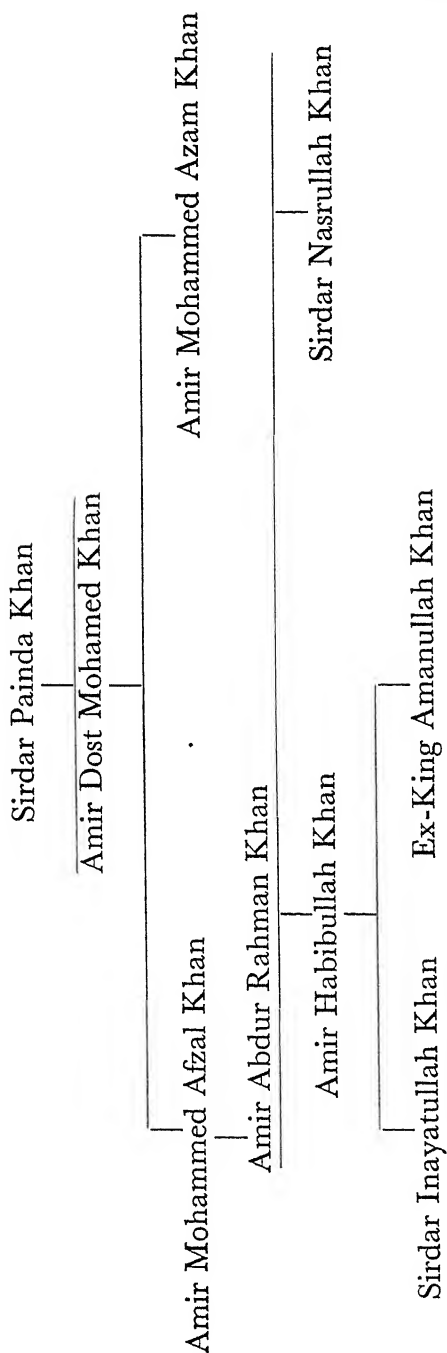 Sirdar Painda Khan
Amir Dost Mohamed Khan
Amir Mohammed Afzal Khan
Amir Mohammed Azam Khan
Amir Abdur Rahman Khan
Amir Habibullah Khan
Sirdar Nasrullah Khan
Sirdar Inayatullah Khan
Ex-King Amanullah Khan